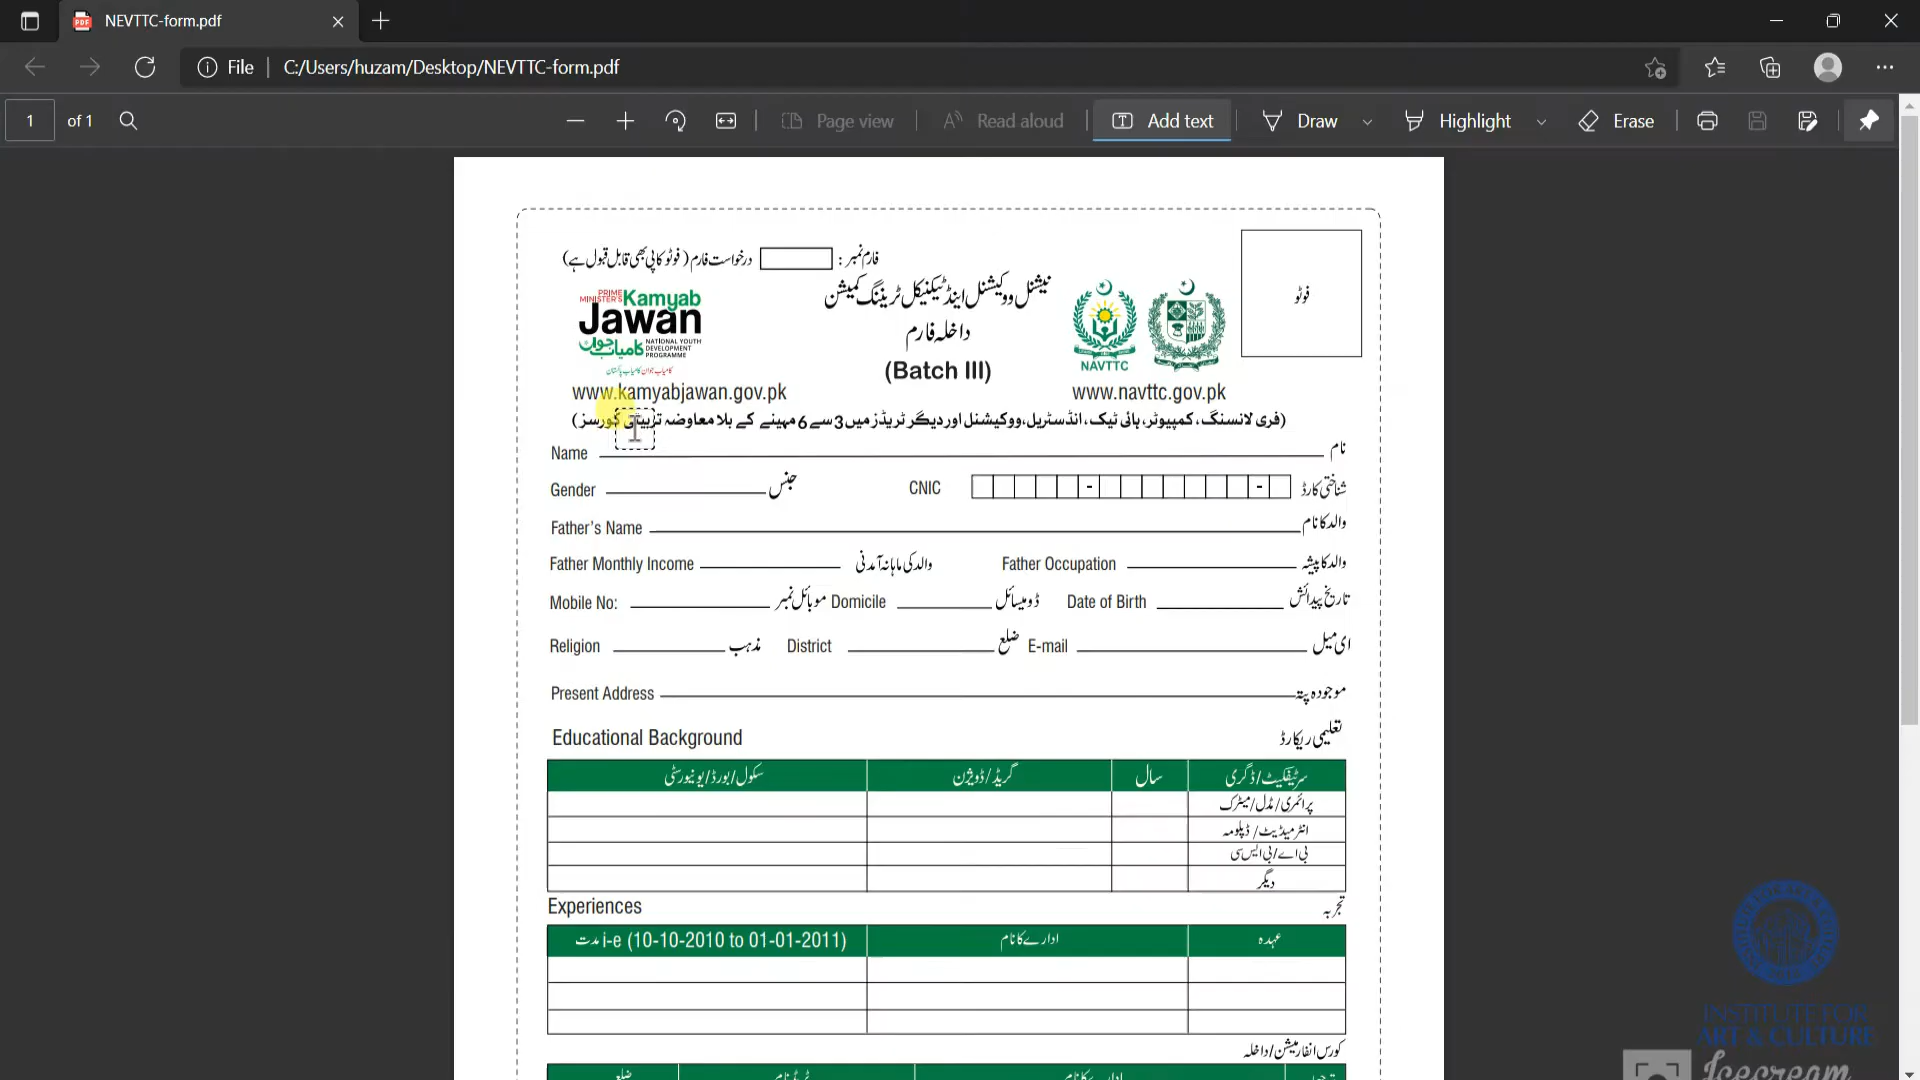 NEVTTC-form.pdf
File C:/Users/huzam/Desktop/NEVTTC-form.pdf
1 of 1 Page view Read aloud Add text Draw Highlight Erase
درخواست فارم (فوٹو کاپی بھی قابل قبول ہے) فارم نمبر :
PRIME MINISTER'S Kamyab
Jawan
کامیاب جوان
NATIONAL YOUTH DEVELOPMENT PROGRAMME
کامیاب جوان کامیاب پاکستان
www.kamyabjawan.gov.pk
نیشنل ووکیشنل اینڈ ٹیکنیکل ٹریننگ کمیشن
داخلہ فارم
(Batch III)
NAVTTC
www.navttc.gov.pk
فوٹو
(فری لانسنگ، کمپیوٹر، ہائی ٹیک، انڈسٹریل، ووکیشنل اور دیگر ٹریڈز میں 3 سے 6 مہینے کے بلا معاوضہ تربیتی کورسز)
Name نام
Gender جنس CNIC - - شناختی کارڈ
Father's Name والد کا نام
Father Monthly Income والد کی ماہانہ آمدنی Father Occupation والد کا پیشہ
Mobile No: موبائل نمبر Domicile ڈومیسائل Date of Birth تاریخ پیدائش
Religion مذہب District ضلع E-mail ای میل
Present Address موجودہ پتہ
Educational Background تعلیمی ریکارڈ
سرٹیفکیٹ/ڈگری سال گریڈ/ڈویژن سکول/بورڈ/یونیورسٹی
پرائمری/مڈل/میٹرک
انٹرمیڈیٹ/ڈپلومہ
بی اے/بی ایس سی
دیگر
Experiences تجربہ
عہدہ ادارے کا نام مدت i-e (10-10-2010 to 01-01-2011)
کورس انفارمیشن/داخلہ
INSTITUTE FOR
ART & CULTURE
Icecream